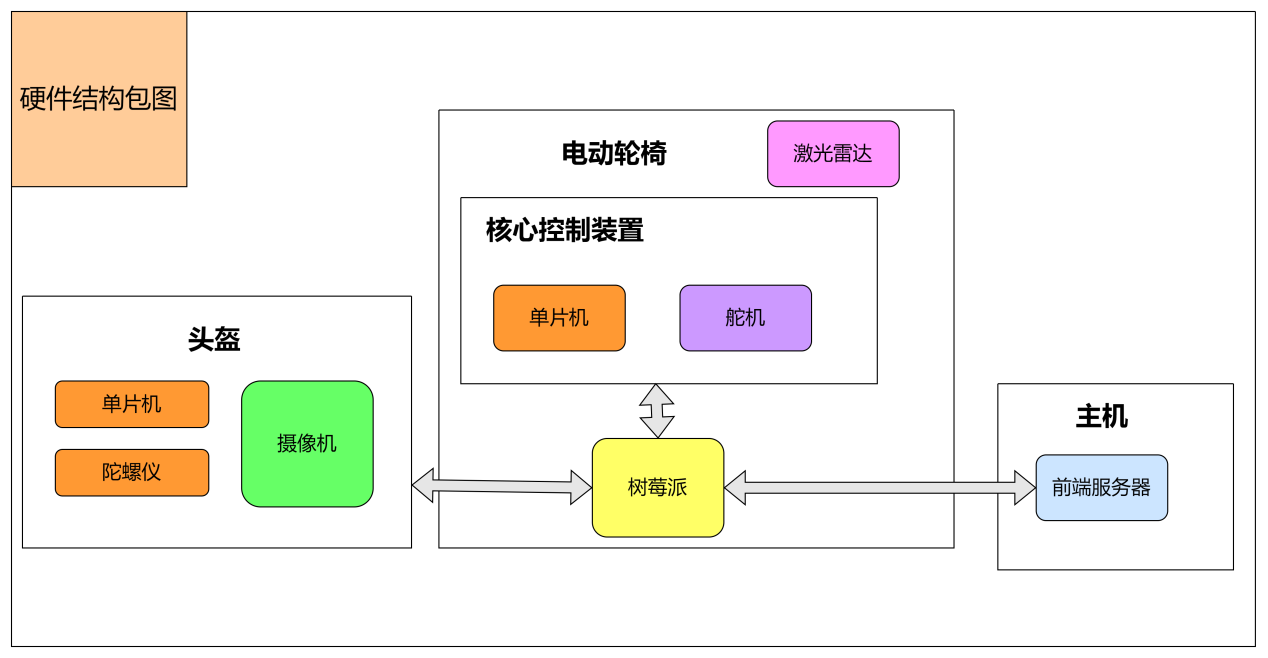 硬件结构包图
电动轮椅
激光雷达
核心控制装置
单片机
舵机
头盔
单片机
陀螺仪
摄像机
树莓派
主机
前端服务器